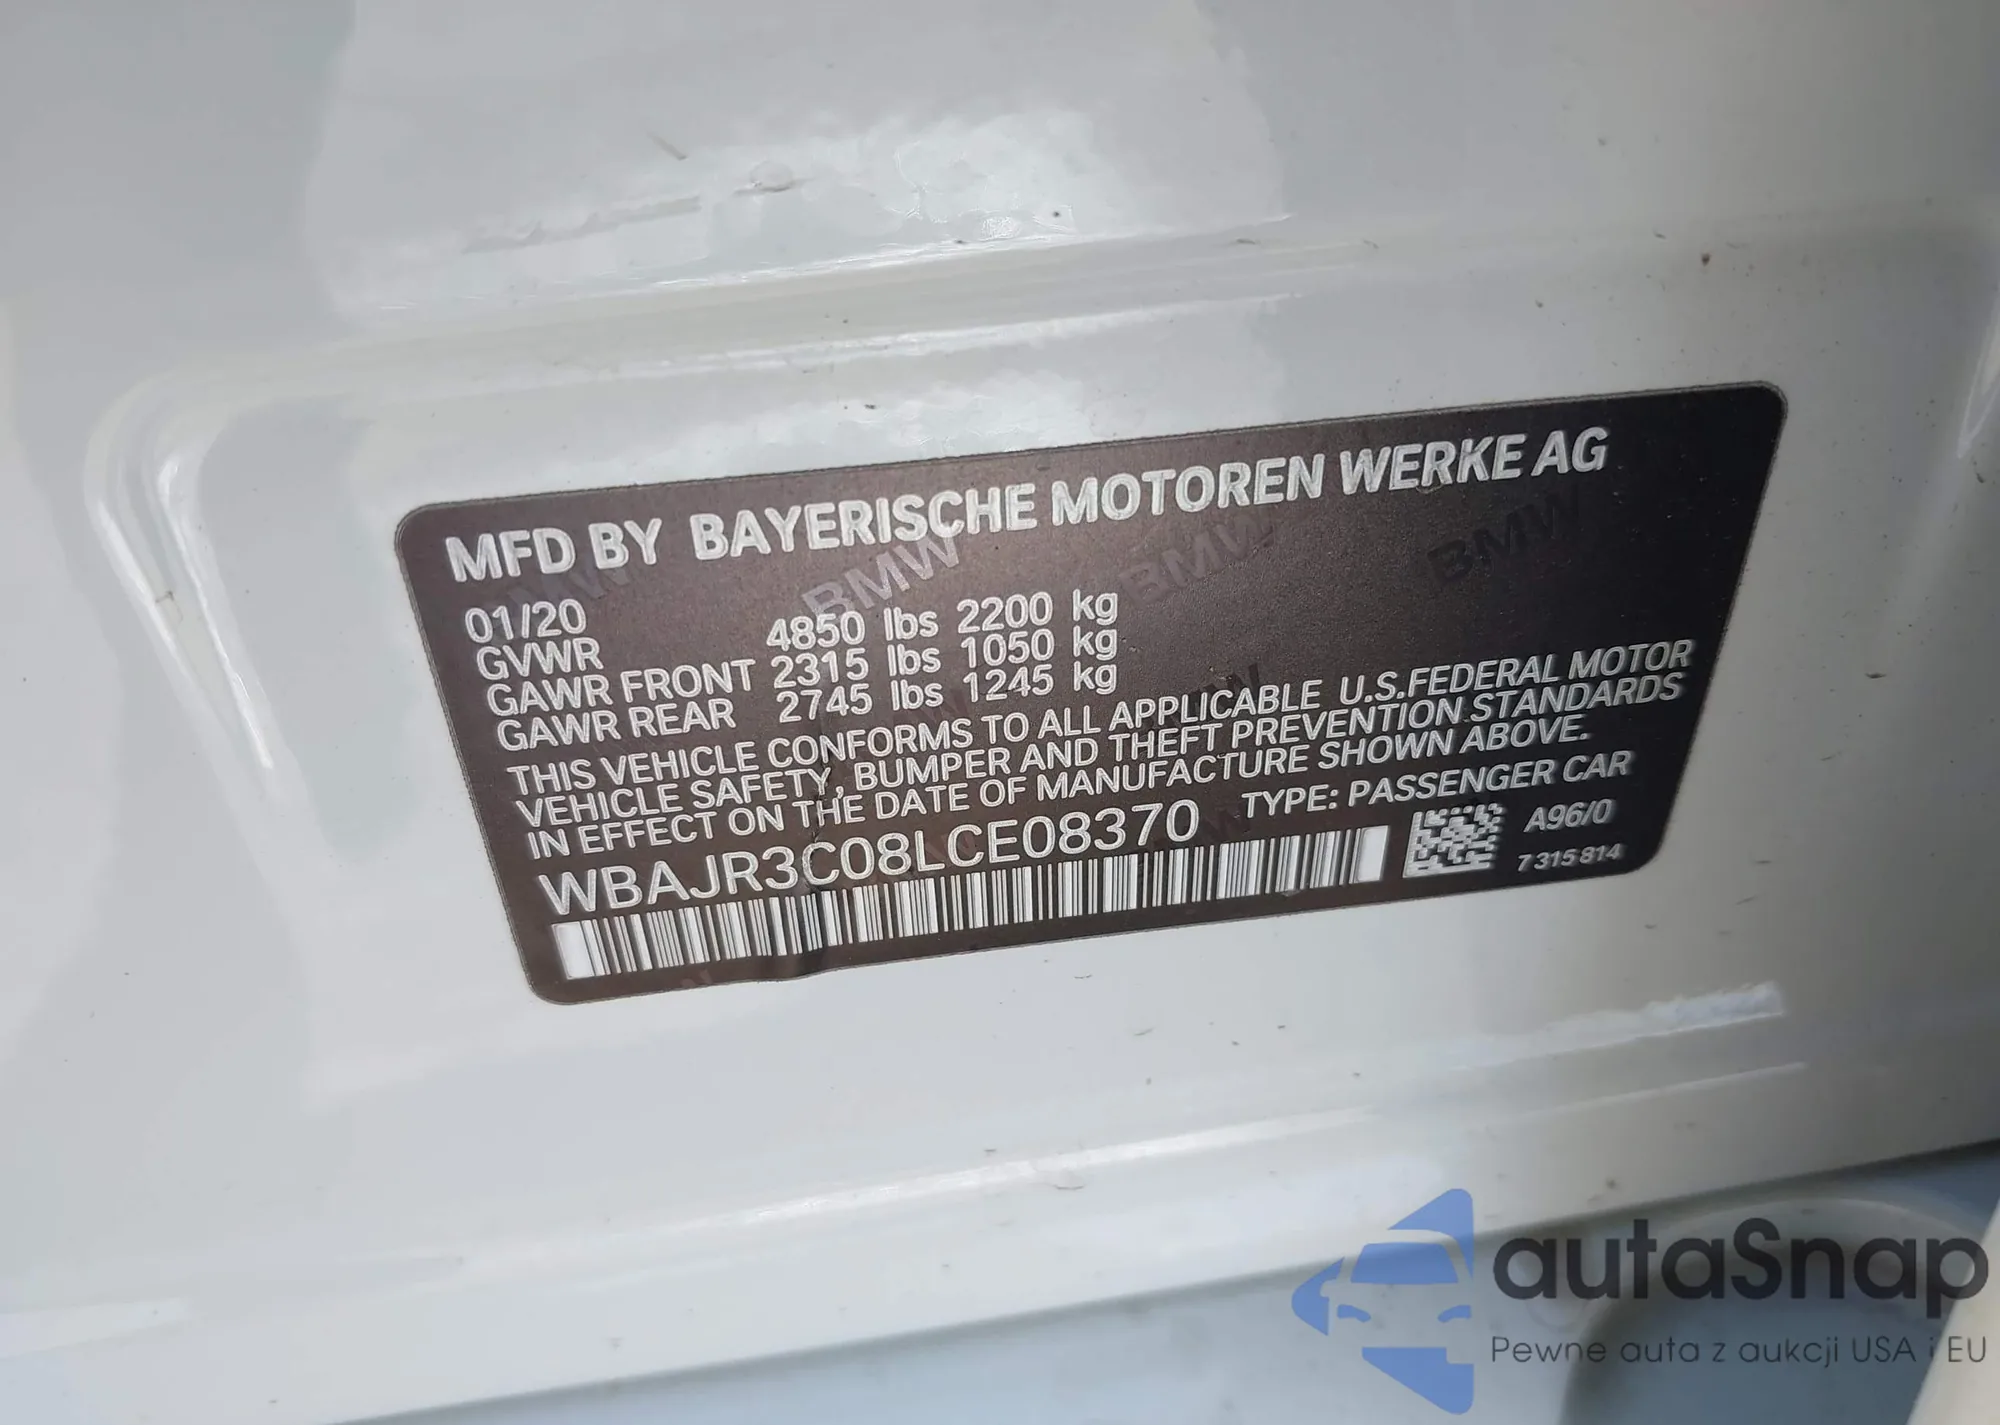 MFD BY BAYERISCHE MOTOREN WERKE AG
01/20
GVWR 4850 lbs 2200 kg
GAWR FRONT 2315 lbs 1050 kg
GAWR REAR 2745 lbs 1245 kg
THIS VEHICLE CONFORMS TO ALL APPLICABLE U.S.FEDERAL MOTOR
VEHICLE SAFETY, BUMPER AND THEFT PREVENTION STANDARDS
IN EFFECT ON THE DATE OF MANUFACTURE SHOWN ABOVE.
WBAJR3C08LCE08370 TYPE: PASSENGER CAR
A96/0
7 315 814
BMW BMW BMW
autaSnap
Pewne auta z aukcji USA i EU